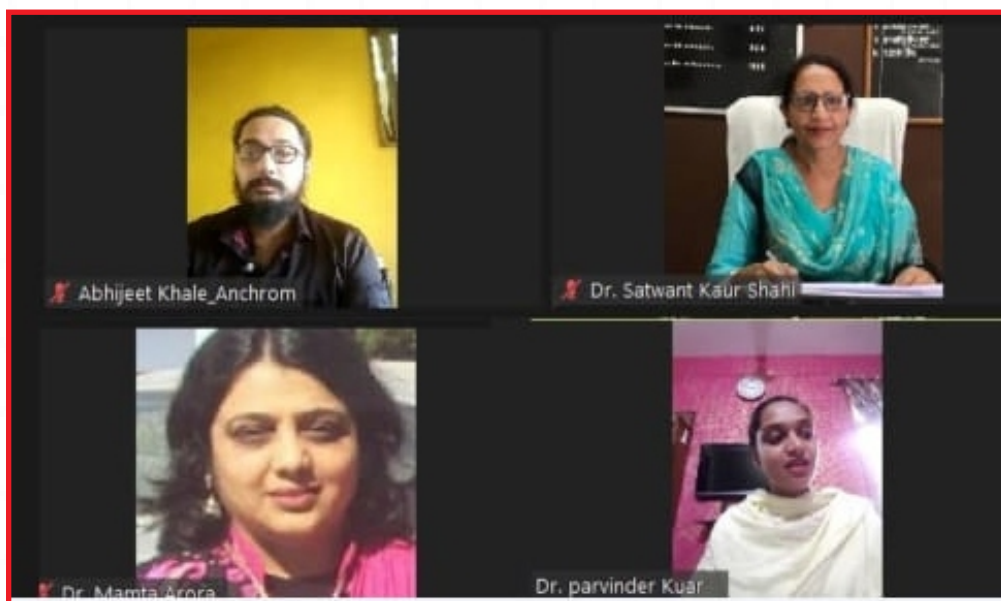 Abhijeet Khale_Anchrom
Dr. Satwant Kaur Shahi
Dr. Mamta Arora
Dr. parvinder Kuar